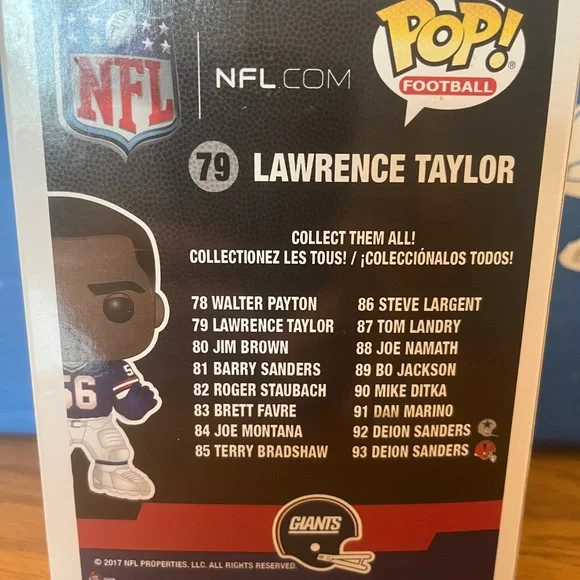 NFL
NFL.COM
POP!
FOOTBALL
79 LAWRENCE TAYLOR
COLLECT THEM ALL!
COLLECTIONEZ LES TOUS! / ¡COLECCIÓNALOS TODOS!
78 WALTER PAYTON
79 LAWRENCE TAYLOR
80 JIM BROWN
81 BARRY SANDERS
82 ROGER STAUBACH
83 BRETT FAVRE
84 JOE MONTANA
85 TERRY BRADSHAW
86 STEVE LARGENT
87 TOM LANDRY
88 JOE NAMATH
89 BO JACKSON
90 MIKE DITKA
91 DAN MARINO
92 DEION SANDERS
93 DEION SANDERS
56
GIANTS
© 2017 NFL PROPERTIES, LLC. ALL RIGHTS RESERVED.